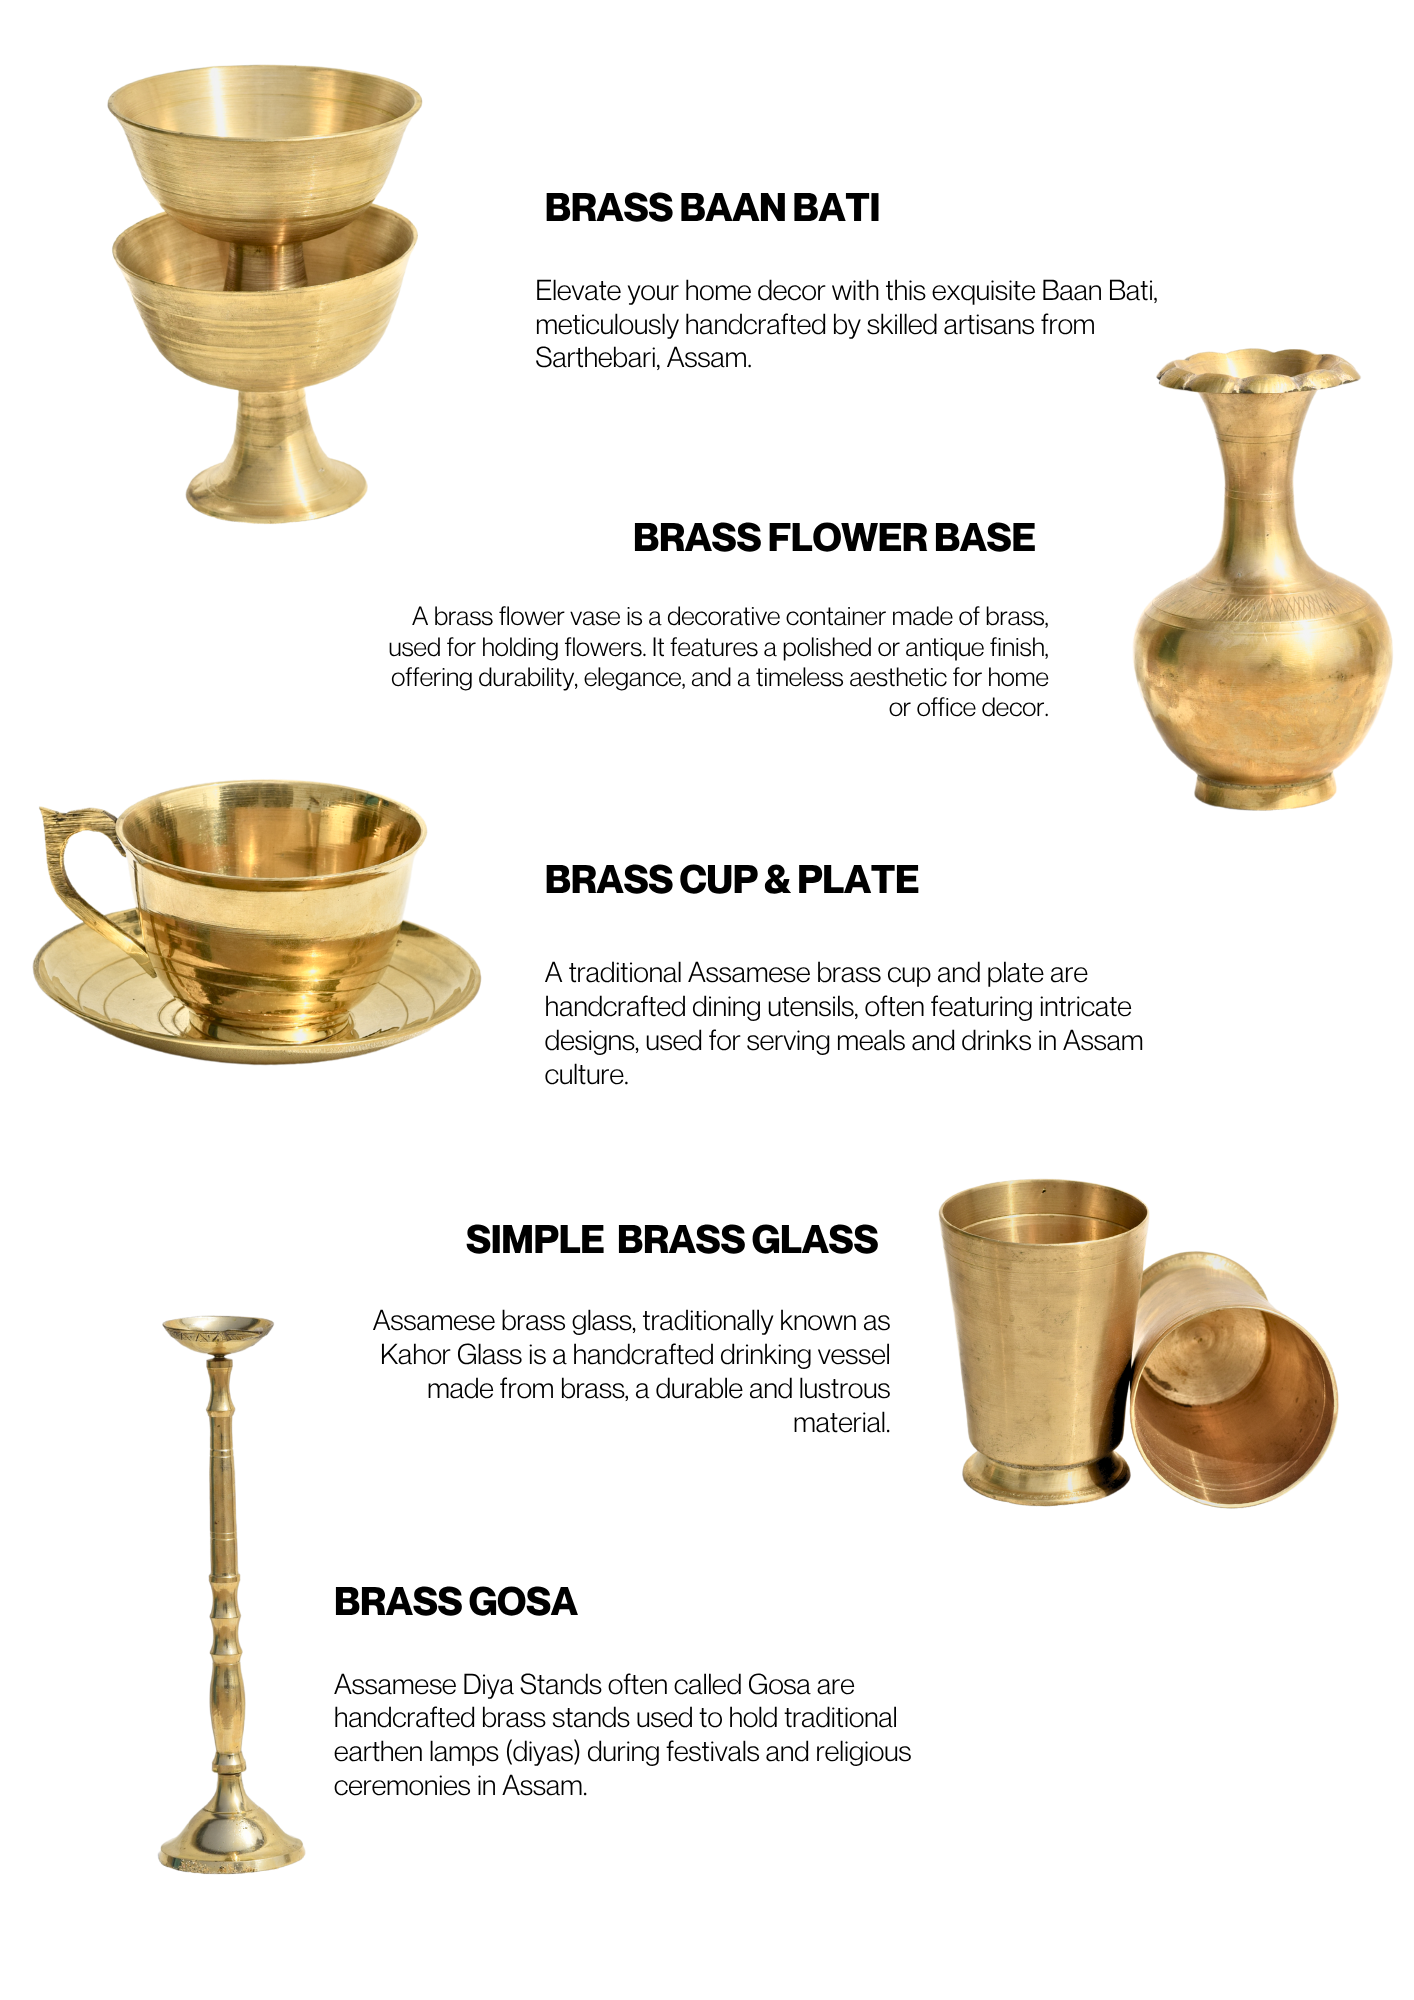 BRASS BAAN BATI
Elevate your home decor with this exquisite Baan Bati,
meticulously handcrafted by skilled artisans from
Sarthebari, Assam.
BRASS FLOWER BASE
A brass flower vase is a decorative container made of brass,
used for holding flowers. It features a polished or antique finish,
offering durability, elegance, and a timeless aesthetic for home
or office decor.
BRASS CUP & PLATE
A traditional Assamese brass cup and plate are
handcrafted dining utensils, often featuring intricate
designs, used for serving meals and drinks in Assam
culture.
SIMPLE BRASS GLASS
Assamese brass glass, traditionally known as
Kahor Glass is a handcrafted drinking vessel
made from brass, a durable and lustrous
material.
BRASS GOSA
Assamese Diya Stands often called Gosa are
handcrafted brass stands used to hold traditional
earthen lamps (diyas) during festivals and religious
ceremonies in Assam.